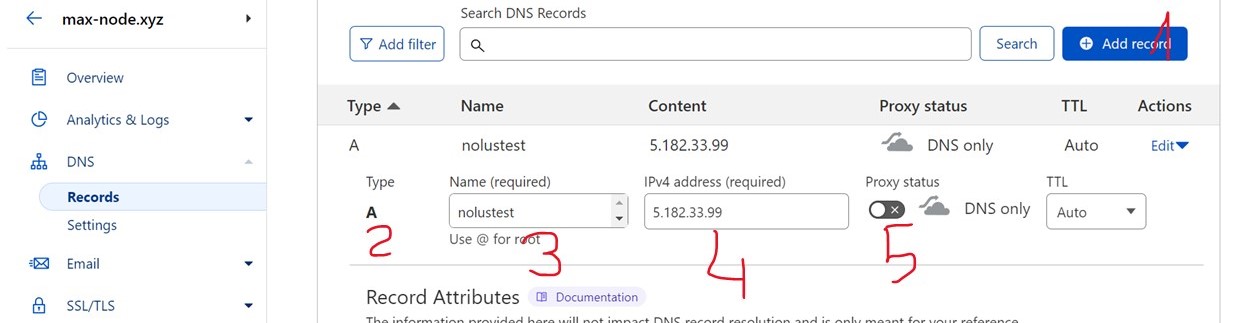 max-node.xyz
Overview
Analytics & Logs
DNS
Records
Settings
Email
SSL/TLS
Search DNS Records
Add filter
Search
Add record
1
Type Name Content Proxy status TTL Actions
A nolustest 5.182.33.99 DNS only Auto Edit
Type Name (required) IPv4 address (required) Proxy status TTL
A nolustest 5.182.33.99 DNS only Auto
Use @ for root
2 3 4 5
Record Attributes Documentation
The information provided here will not impact DNS record resolution and is only meant for your reference.